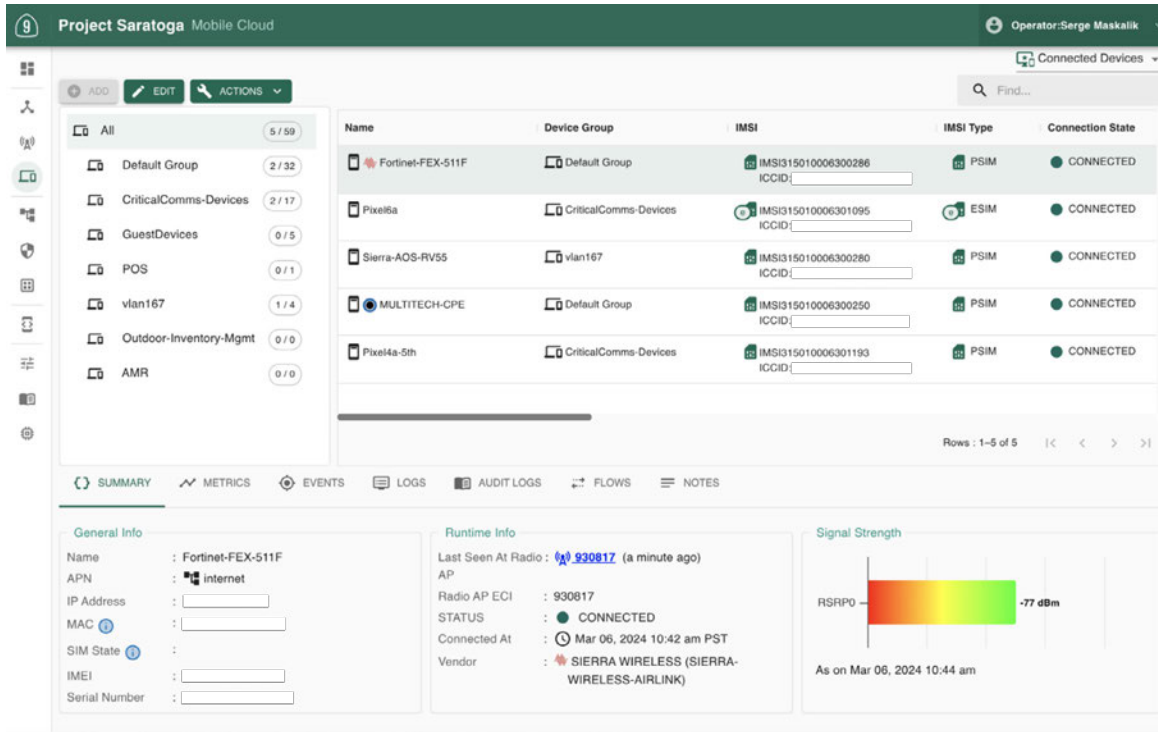 9
Project Saratoga Mobile Cloud
Operator:Serge Maskalik
Connected Devices
ADD
EDIT
ACTIONS
Find...
All 5 / 59
Default Group 2 / 32
CriticalComms-Devices 2 / 17
GuestDevices 0 / 5
POS 0 / 1
vlan167 1 / 4
Outdoor-Inventory-Mgmt 0 / 0
AMR 0 / 0
Name Device Group IMSI IMSI Type Connection State
Fortinet-FEX-511F Default Group IMSI315010006300286 PSIM CONNECTED
ICCID:
Pixel6a CriticalComms-Devices IMSI315010006301095 ESIM CONNECTED
ICCID:
Sierra-AOS-RV55 vlan167 IMSI315010006300280 PSIM CONNECTED
ICCID:
MULTITECH-CPE Default Group IMSI315010006300250 PSIM CONNECTED
ICCID:
Pixel4a-5th CriticalComms-Devices IMSI315010006301193 PSIM CONNECTED
ICCID:
Rows : 1–5 of 5
SUMMARY METRICS EVENTS LOGS AUDIT LOGS FLOWS NOTES
General Info
Name : Fortinet-FEX-511F
APN : internet
IP Address :
MAC :
SIM State :
IMEI :
Serial Number :
Runtime Info
Last Seen At Radio : 930817 (a minute ago)
AP
Radio AP ECI : 930817
STATUS : CONNECTED
Connected At : Mar 06, 2024 10:42 am PST
Vendor : SIERRA WIRELESS (SIERRA-
WIRELESS-AIRLINK)
Signal Strength
RSRP0
-77 dBm
As on Mar 06, 2024 10:44 am